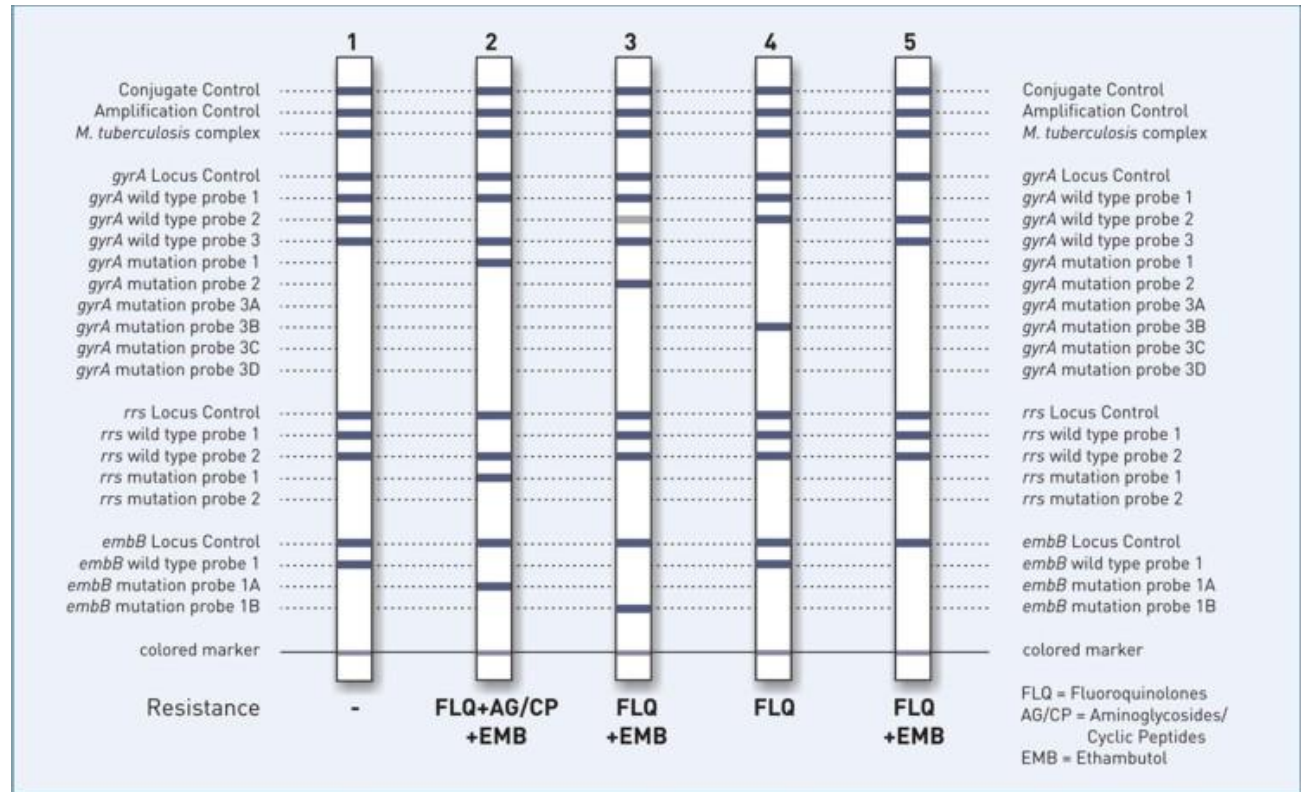 1 2 3 4 5
Conjugate Control
Amplification Control
M. tuberculosis complex
gyrA Locus Control
gyrA wild type probe 1
gyrA wild type probe 2
gyrA wild type probe 3
gyrA mutation probe 1
gyrA mutation probe 2
gyrA mutation probe 3A
gyrA mutation probe 3B
gyrA mutation probe 3C
gyrA mutation probe 3D
rrs Locus Control
rrs wild type probe 1
rrs wild type probe 2
rrs mutation probe 1
rrs mutation probe 2
embB Locus Control
embB wild type probe 1
embB mutation probe 1A
embB mutation probe 1B
colored marker
Conjugate Control
Amplification Control
M. tuberculosis complex
gyrA Locus Control
gyrA wild type probe 1
gyrA wild type probe 2
gyrA wild type probe 3
gyrA mutation probe 1
gyrA mutation probe 2
gyrA mutation probe 3A
gyrA mutation probe 3B
gyrA mutation probe 3C
gyrA mutation probe 3D
rrs Locus Control
rrs wild type probe 1
rrs wild type probe 2
rrs mutation probe 1
rrs mutation probe 2
embB Locus Control
embB wild type probe 1
embB mutation probe 1A
embB mutation probe 1B
colored marker
Resistance - FLQ+AG/CP FLQ FLQ FLQ
+EMB +EMB +EMB
FLQ = Fluoroquinolones
AG/CP = Aminoglycosides/
Cyclic Peptides
EMB = Ethambutol